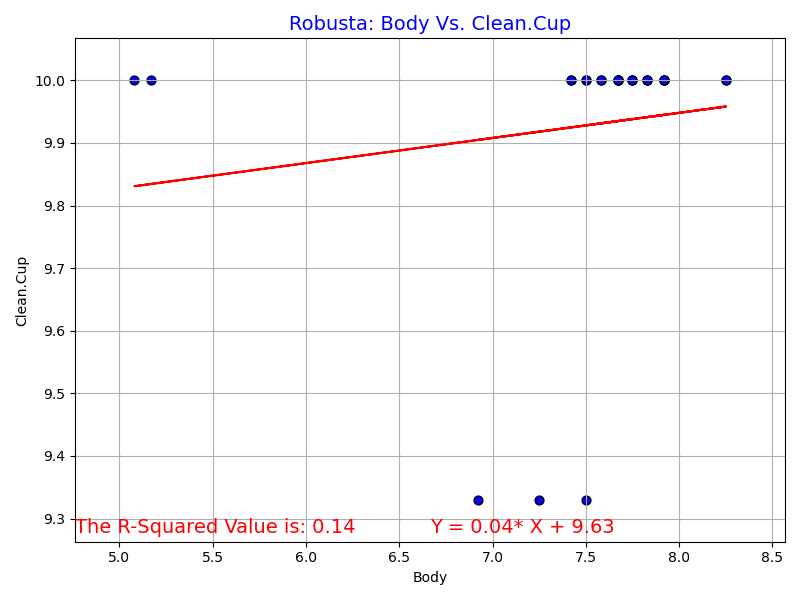 Robusta: Body Vs. Clean.Cup
Clean.Cup
10.0
9.9
9.8
9.7
9.6
9.5
9.4
9.3
The R-Squared Value is: 0.14
Y = 0.04* X + 9.63
5.0 5.5 6.0 6.5 7.0 7.5 8.0 8.5
Body